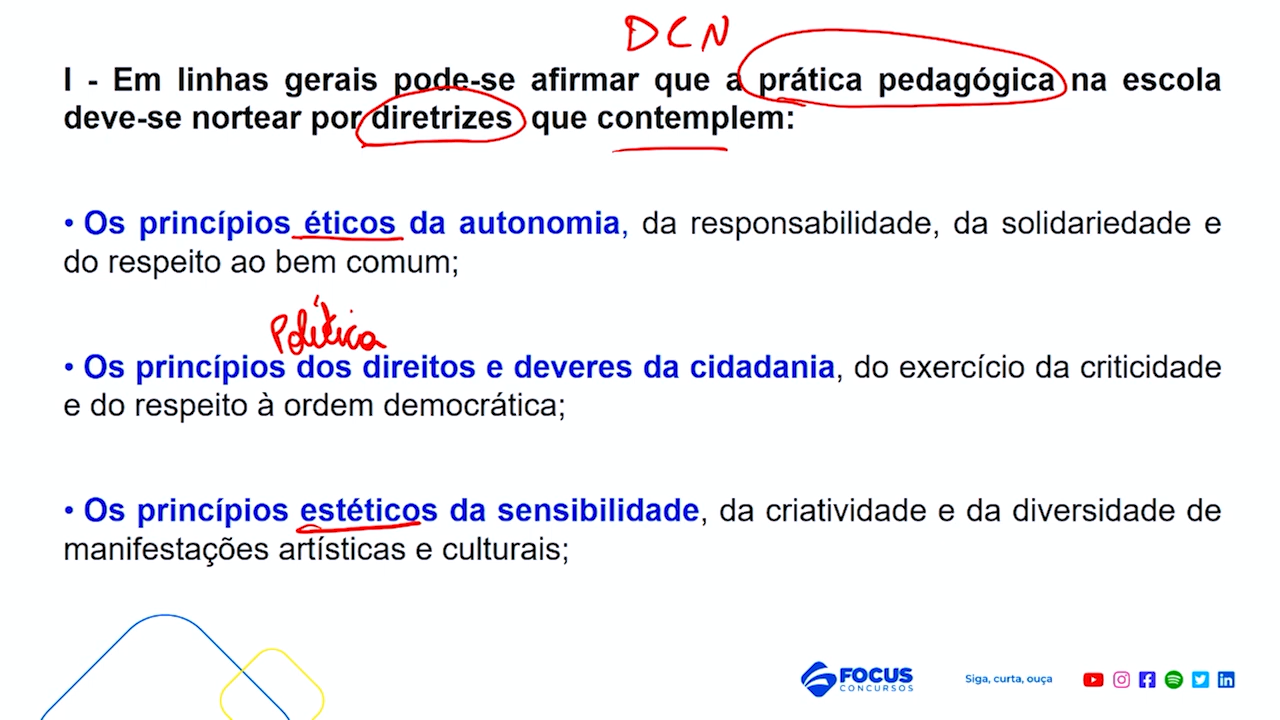 DCN
I - Em linhas gerais pode-se afirmar que a prática pedagógica na escola
deve-se nortear por diretrizes que contemplem:
• Os princípios éticos da autonomia, da responsabilidade, da solidariedade e
do respeito ao bem comum;
Política
• Os princípios dos direitos e deveres da cidadania, do exercício da criticidade
e do respeito à ordem democrática;
• Os princípios estéticos da sensibilidade, da criatividade e da diversidade de
manifestações artísticas e culturais;
FOCUS
CONCURSOS
Siga, curta, ouça